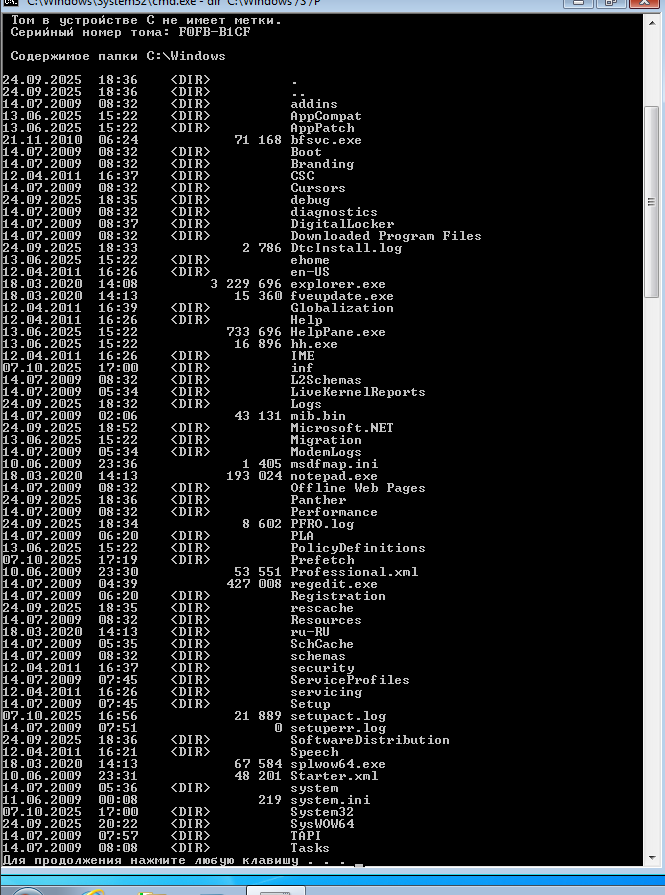 C:\Windows\System32\cmd.exe - dir C:\Windows /S /P
Том в устройстве C не имеет метки.
Серийный номер тома: F0FB-B1CF
Содержимое папки C:\Windows
24.09.2025 18:36 <DIR> .
24.09.2025 18:36 <DIR> ..
14.07.2009 08:32 <DIR> addins
13.06.2025 15:22 <DIR> AppCompat
13.06.2025 15:22 <DIR> AppPatch
21.11.2010 06:24 71 168 bfsvc.exe
14.07.2009 08:32 <DIR> Boot
14.07.2009 08:32 <DIR> Branding
12.04.2011 16:37 <DIR> CSC
14.07.2009 08:32 <DIR> Cursors
24.09.2025 18:35 <DIR> debug
14.07.2009 08:32 <DIR> diagnostics
14.07.2009 08:37 <DIR> DigitalLocker
14.07.2009 08:32 <DIR> Downloaded Program Files
24.09.2025 18:33 2 786 DtcInstall.log
13.06.2025 15:22 <DIR> ehome
12.04.2011 16:26 <DIR> en-US
18.03.2020 14:08 3 229 696 explorer.exe
18.03.2020 14:13 15 360 fveupdate.exe
12.04.2011 16:39 <DIR> Globalization
12.04.2011 16:26 <DIR> Help
13.06.2025 15:22 733 696 HelpPane.exe
13.06.2025 15:22 16 896 hh.exe
12.04.2011 16:26 <DIR> IME
07.10.2025 17:00 <DIR> inf
14.07.2009 08:32 <DIR> L2Schemas
14.07.2009 05:34 <DIR> LiveKernelReports
24.09.2025 18:32 <DIR> Logs
14.07.2009 02:06 43 131 mib.bin
24.09.2025 18:52 <DIR> Microsoft.NET
13.06.2025 15:22 <DIR> Migration
14.07.2009 05:34 <DIR> ModemLogs
10.06.2009 23:36 1 405 msdfmap.ini
18.03.2020 14:13 193 024 notepad.exe
14.07.2009 08:32 <DIR> Offline Web Pages
24.09.2025 18:36 <DIR> Panther
14.07.2009 08:32 <DIR> Performance
24.09.2025 18:34 8 602 PFRO.log
14.07.2009 06:20 <DIR> PLA
13.06.2025 15:22 <DIR> PolicyDefinitions
07.10.2025 17:19 <DIR> Prefetch
10.06.2009 23:30 53 551 Professional.xml
14.07.2009 04:39 427 008 regedit.exe
14.07.2009 06:20 <DIR> Registration
24.09.2025 18:35 <DIR> rescache
14.07.2009 08:32 <DIR> Resources
18.03.2020 14:13 <DIR> ru-RU
14.07.2009 05:35 <DIR> SchCache
14.07.2009 08:32 <DIR> schemas
12.04.2011 16:37 <DIR> security
14.07.2009 07:45 <DIR> ServiceProfiles
12.04.2011 16:26 <DIR> servicing
14.07.2009 07:45 <DIR> Setup
07.10.2025 16:56 21 889 setupact.log
14.07.2009 07:51 0 setuperr.log
24.09.2025 18:36 <DIR> SoftwareDistribution
12.04.2011 16:21 <DIR> Speech
18.03.2020 14:13 67 584 splwow64.exe
10.06.2009 23:31 48 201 Starter.xml
14.07.2009 05:36 <DIR> system
11.06.2009 00:08 219 system.ini
07.10.2025 17:00 <DIR> System32
24.09.2025 20:22 <DIR> SysWOW64
14.07.2009 07:57 <DIR> TAPI
14.07.2009 08:08 <DIR> Tasks
Для продолжения нажмите любую клавишу . . . _